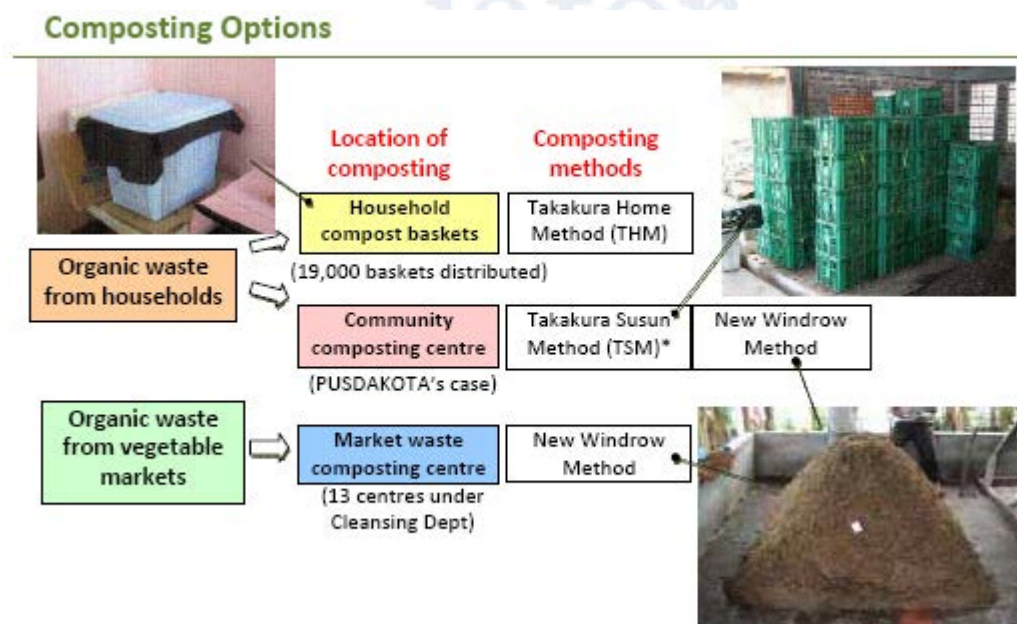 Composting Options
Location of
composting
Composting
methods
Household
compost baskets
Takakura Home
Method (THM)
(19,000 baskets distributed)
Organic waste
from households
Community
composting centre
Takakura Susun
Method (TSM)*
New Windrow
Method
(PUSDAKOTA's case)
Organic waste
from vegetable
markets
Market waste
composting centre
New Windrow
Method
(13 centres under
Cleansing Dept)